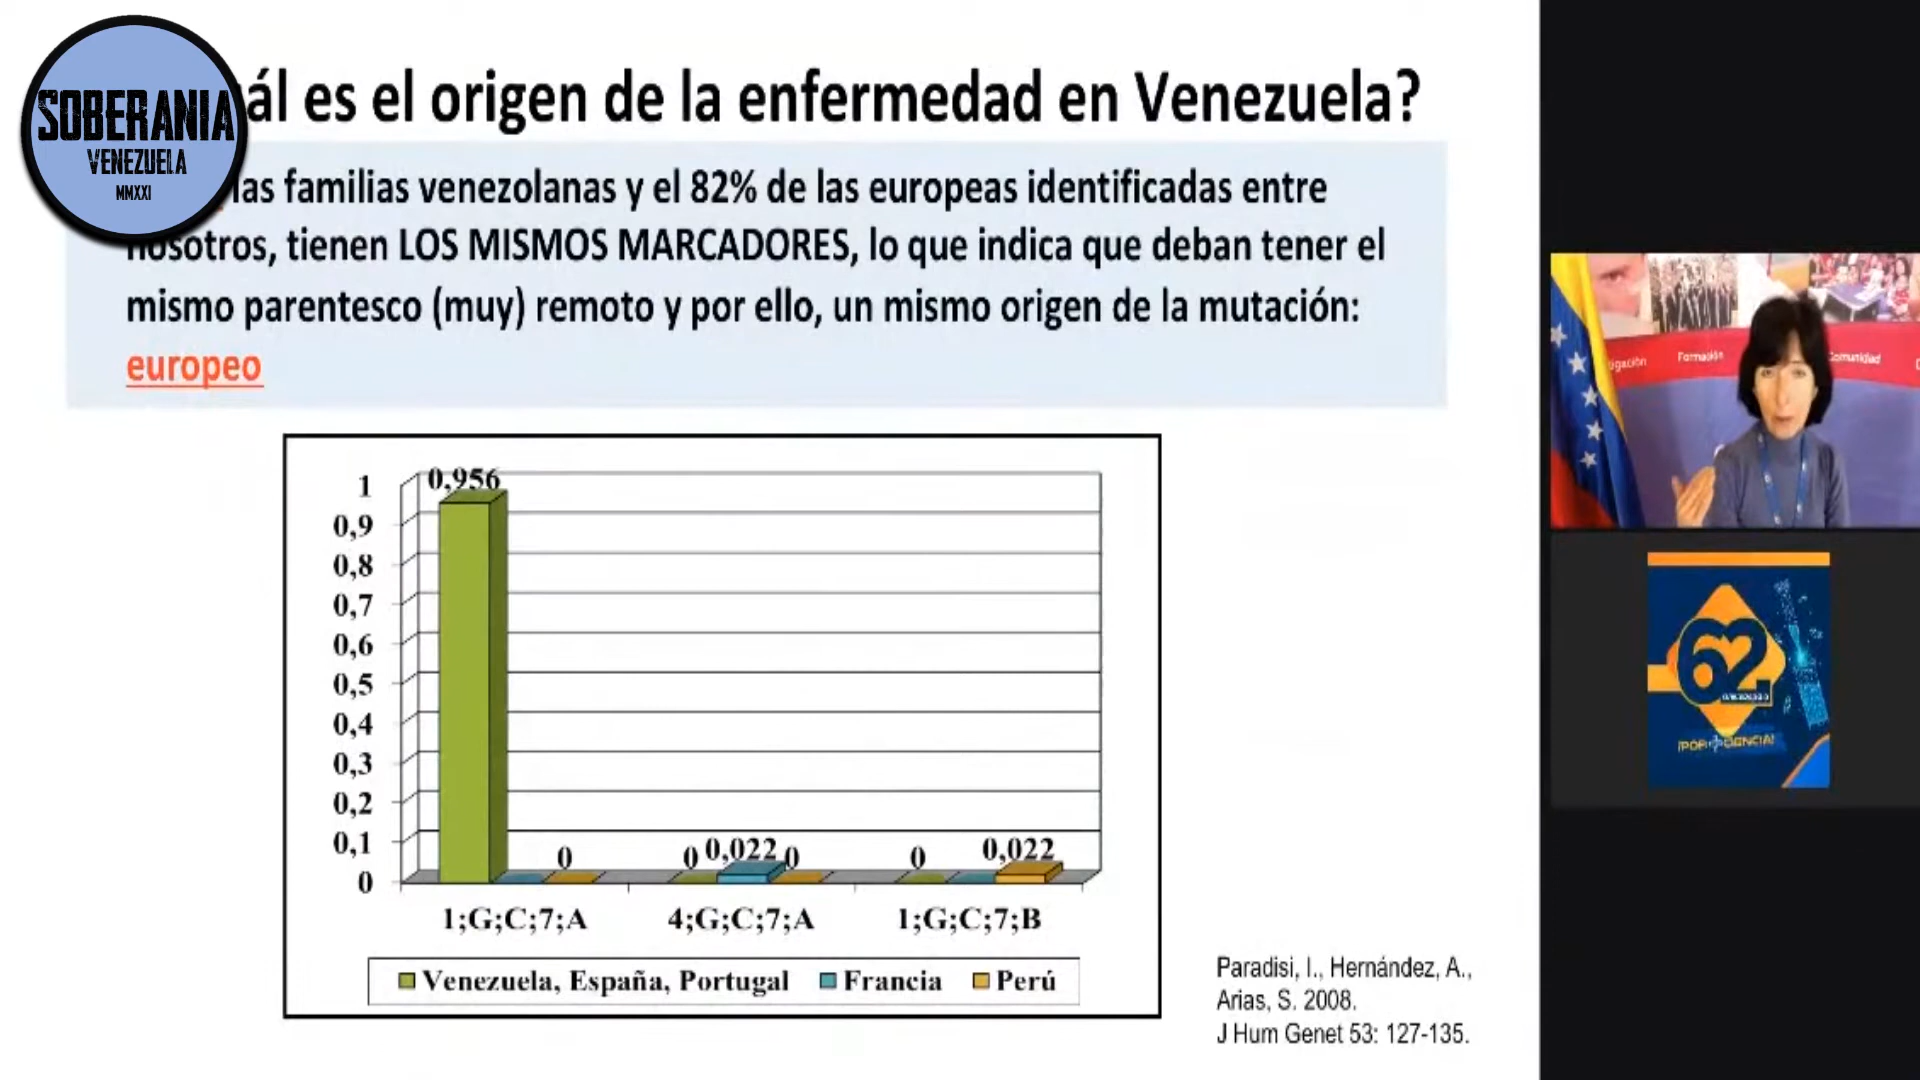 SOBERANIA
VENEZUELA
MMXXI
ál es el origen de la enfermedad en Venezuela?
las familias venezolanas y el 82% de las europeas identificadas entre
nosotros, tienen LOS MISMOS MARCADORES, lo que indica que deban tener el
mismo parentesco (muy) remoto y por ello, un mismo origen de la mutación:
europeo
1
0,9
0,8
0,7
0,6
0,5
0,4
0,3
0,2
0,1
0
0,956
0
0
0,022
0
0
0,022
1;G;C;7;A
4;G;C;7;A
1;G;C;7;B
Venezuela, España, Portugal
Francia
Perú
Paradisi, I., Hernández, A.,
Arias, S. 2008.
J Hum Genet 53: 127-135.
Formación
Comunidad
62